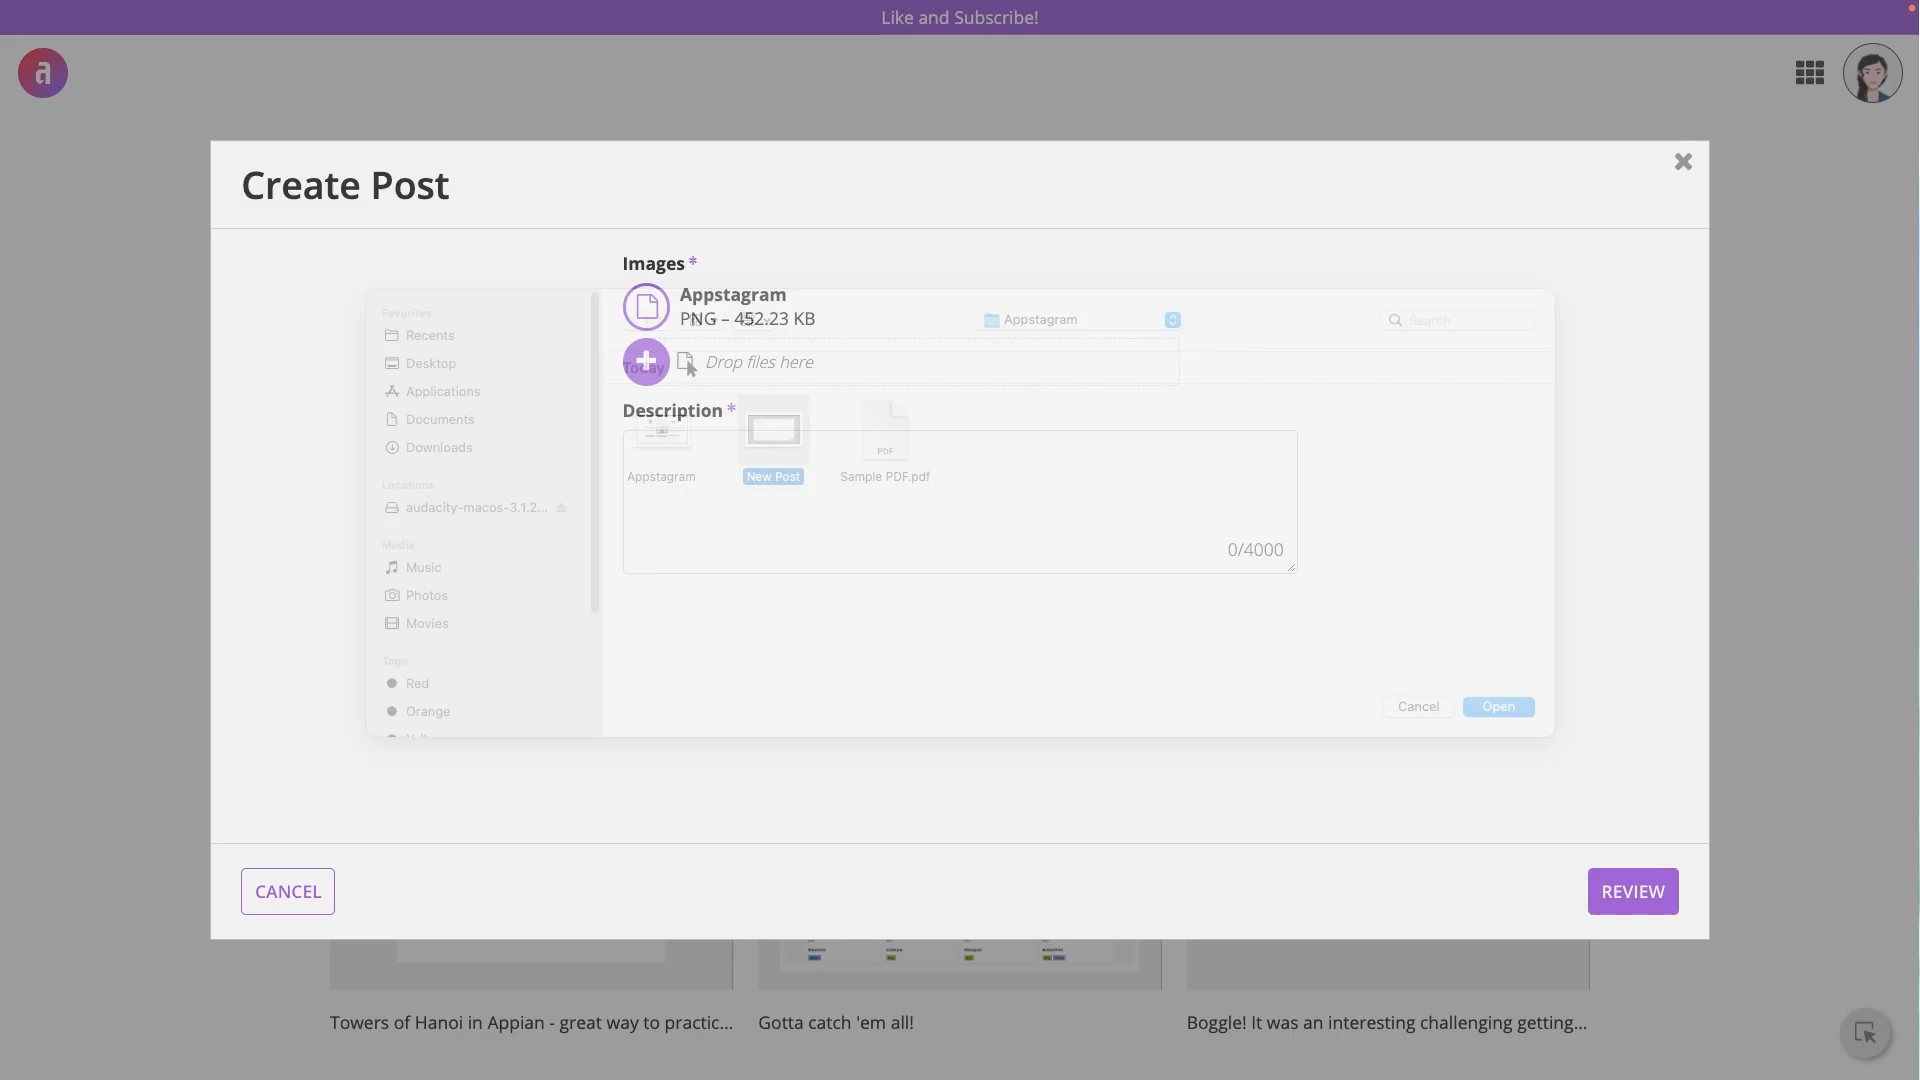 Like and Subscribe!
a
Create Post
Images *
Appstagram
PNG – 452.23 KB
Drop files here
Description *
0/4000
Favorites
Recents
Desktop
Applications
Documents
Downloads
Locations
audacity-macos-3.1.2...
Media
Music
Photos
Movies
Tags
Red
Orange
Appstagram
Search
Today
Appstagram
New Post
PDF
Sample PDF.pdf
Cancel
Open
CANCEL
REVIEW
Towers of Hanoi in Appian - great way to practic...
Gotta catch 'em all!
Boggle! It was an interesting challenging getting...